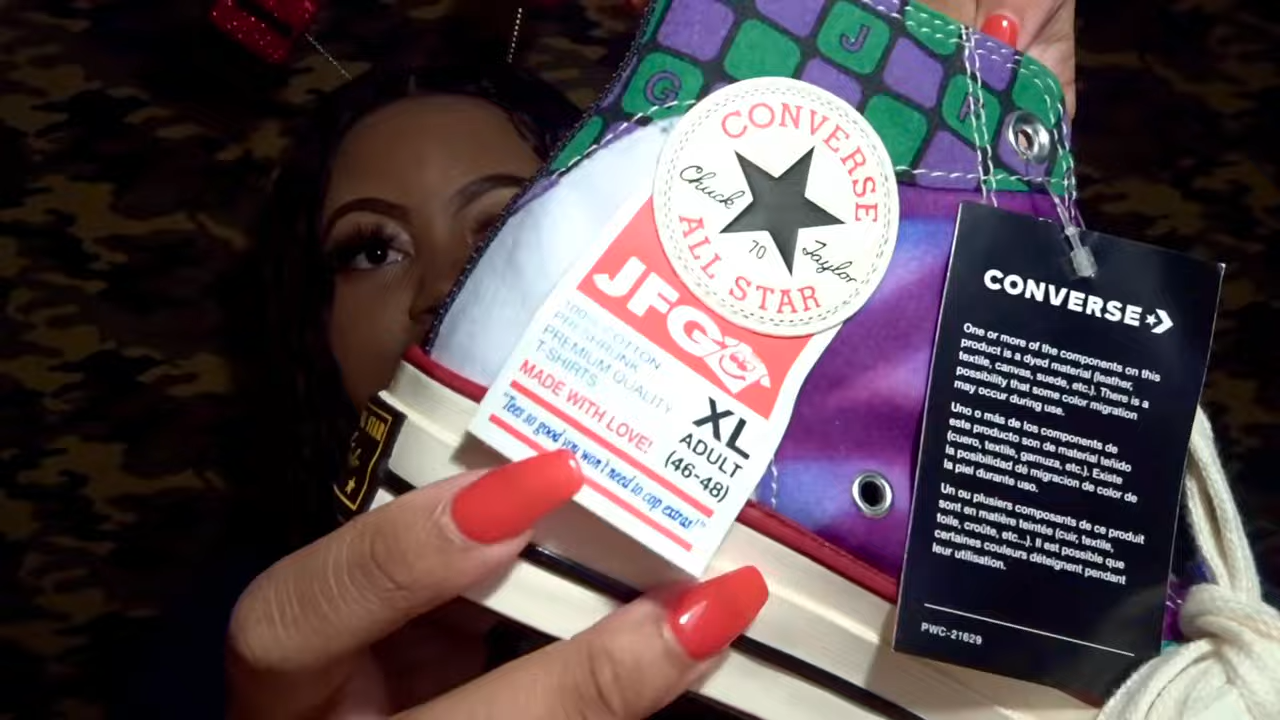 J
G
CONVERSE
Chuck
Taylor
70
ALL STAR
JFG
100% COTTON
PRE-SHRUNK
PREMIUM QUALITY
T-SHIRTS
MADE WITH LOVE!
XL
ADULT
(46-48)
"Tees so good you won't need to cop extras!"
STAR
CONVERSE
One or more of the components on this
product is a dyed material (leather,
textile, canvas, suede, etc.). There is a
possibility that some color migration
may occur during use.
Uno o más de los componentes de
este producto son de material teñido
(cuero, textile, gamuza, etc.). Existe
la posibilidad dé migracion de color de
la piel durante uso.
Un ou plusiers composants de ce produit
sont en matière teintée (cuir, textile,
toile, croûte, etc...). Il est possible que
certaines couleurs déteignent pendant
leur utilisation.
PWC-21629